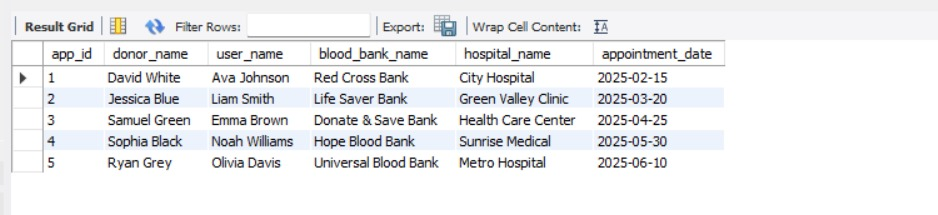 Result Grid Filter Rows: Export: Wrap Cell Content: IA
app_id donor_name user_name blood_bank_name hospital_name appointment_date
1 David White Ava Johnson Red Cross Bank City Hospital 2025-02-15
2 Jessica Blue Liam Smith Life Saver Bank Green Valley Clinic 2025-03-20
3 Samuel Green Emma Brown Donate & Save Bank Health Care Center 2025-04-25
4 Sophia Black Noah Williams Hope Blood Bank Sunrise Medical 2025-05-30
5 Ryan Grey Olivia Davis Universal Blood Bank Metro Hospital 2025-06-10